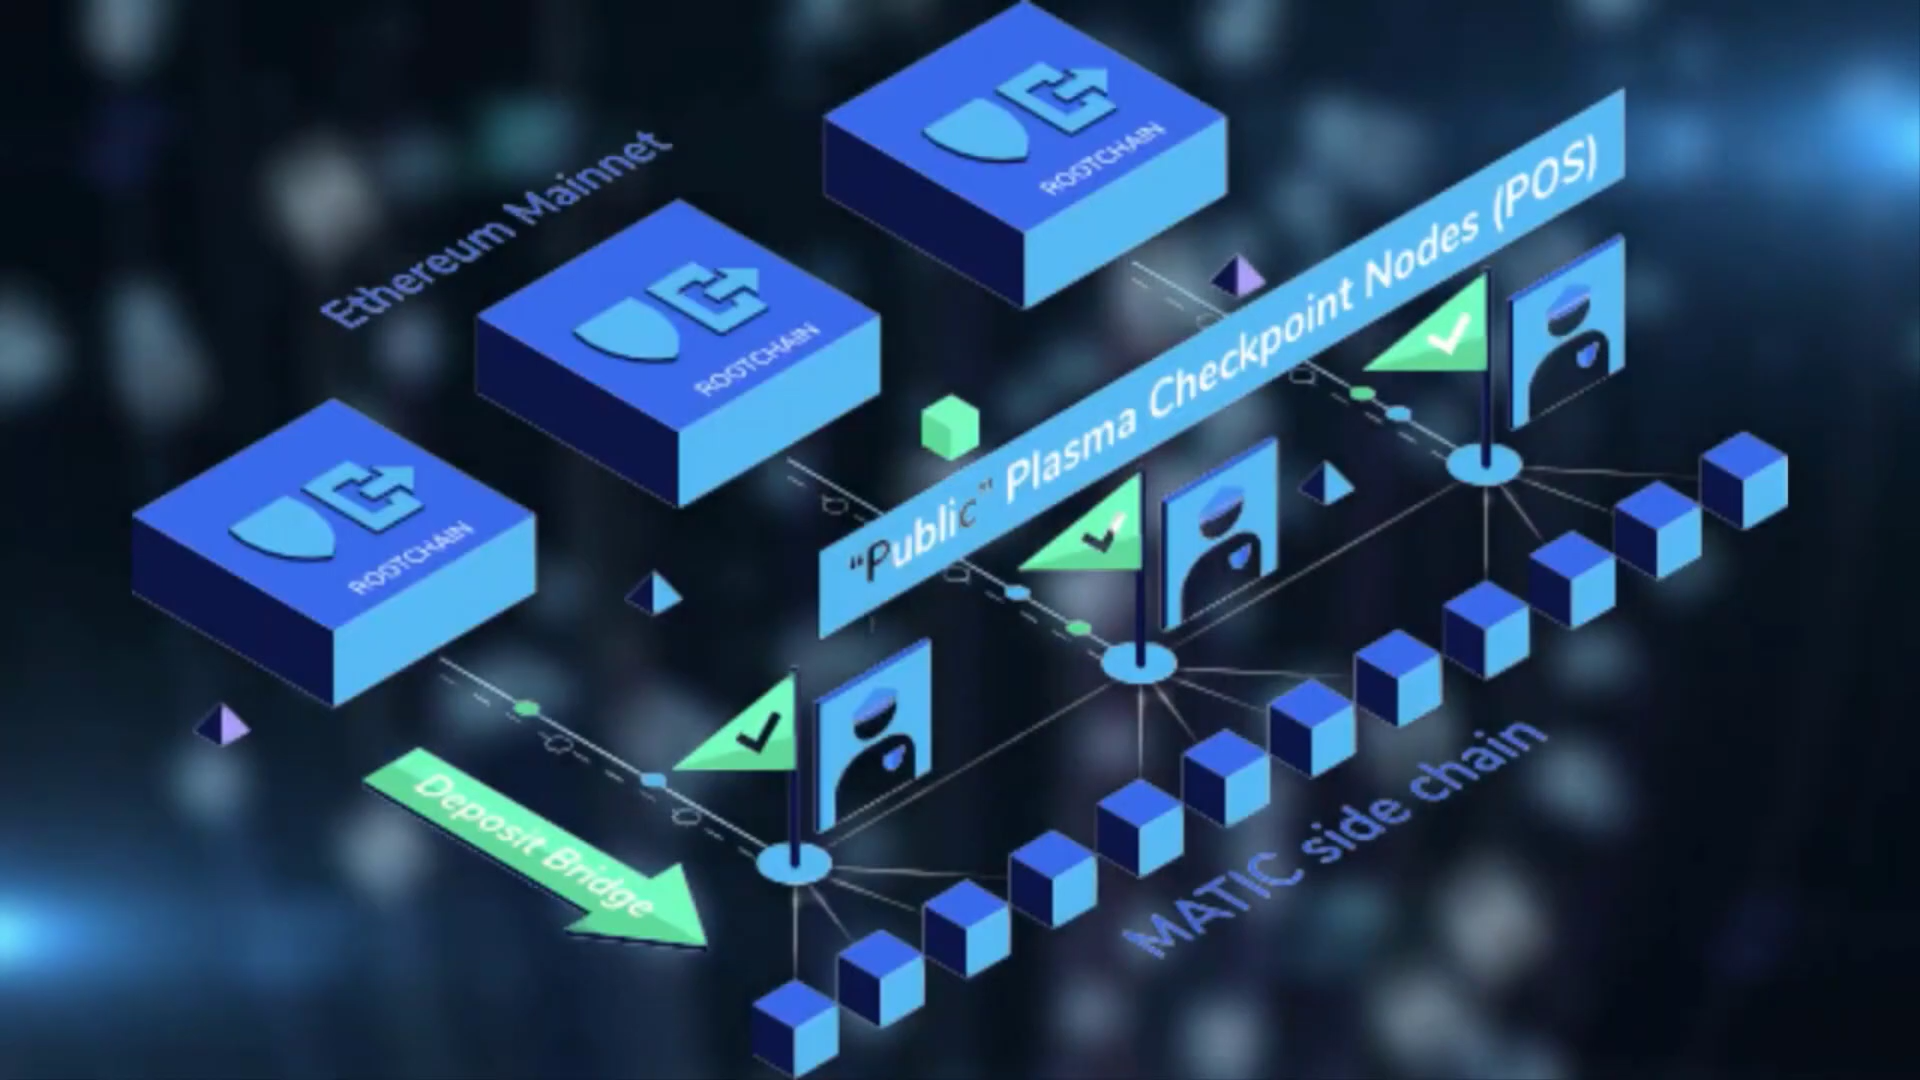 ROOTCHAIN
Ethereum Mainnet
ROOTCHAIN
ROOTCHAIN
“Public” Plasma Checkpoint Nodes (POS)
Deposit Bridge
MATIC side chain